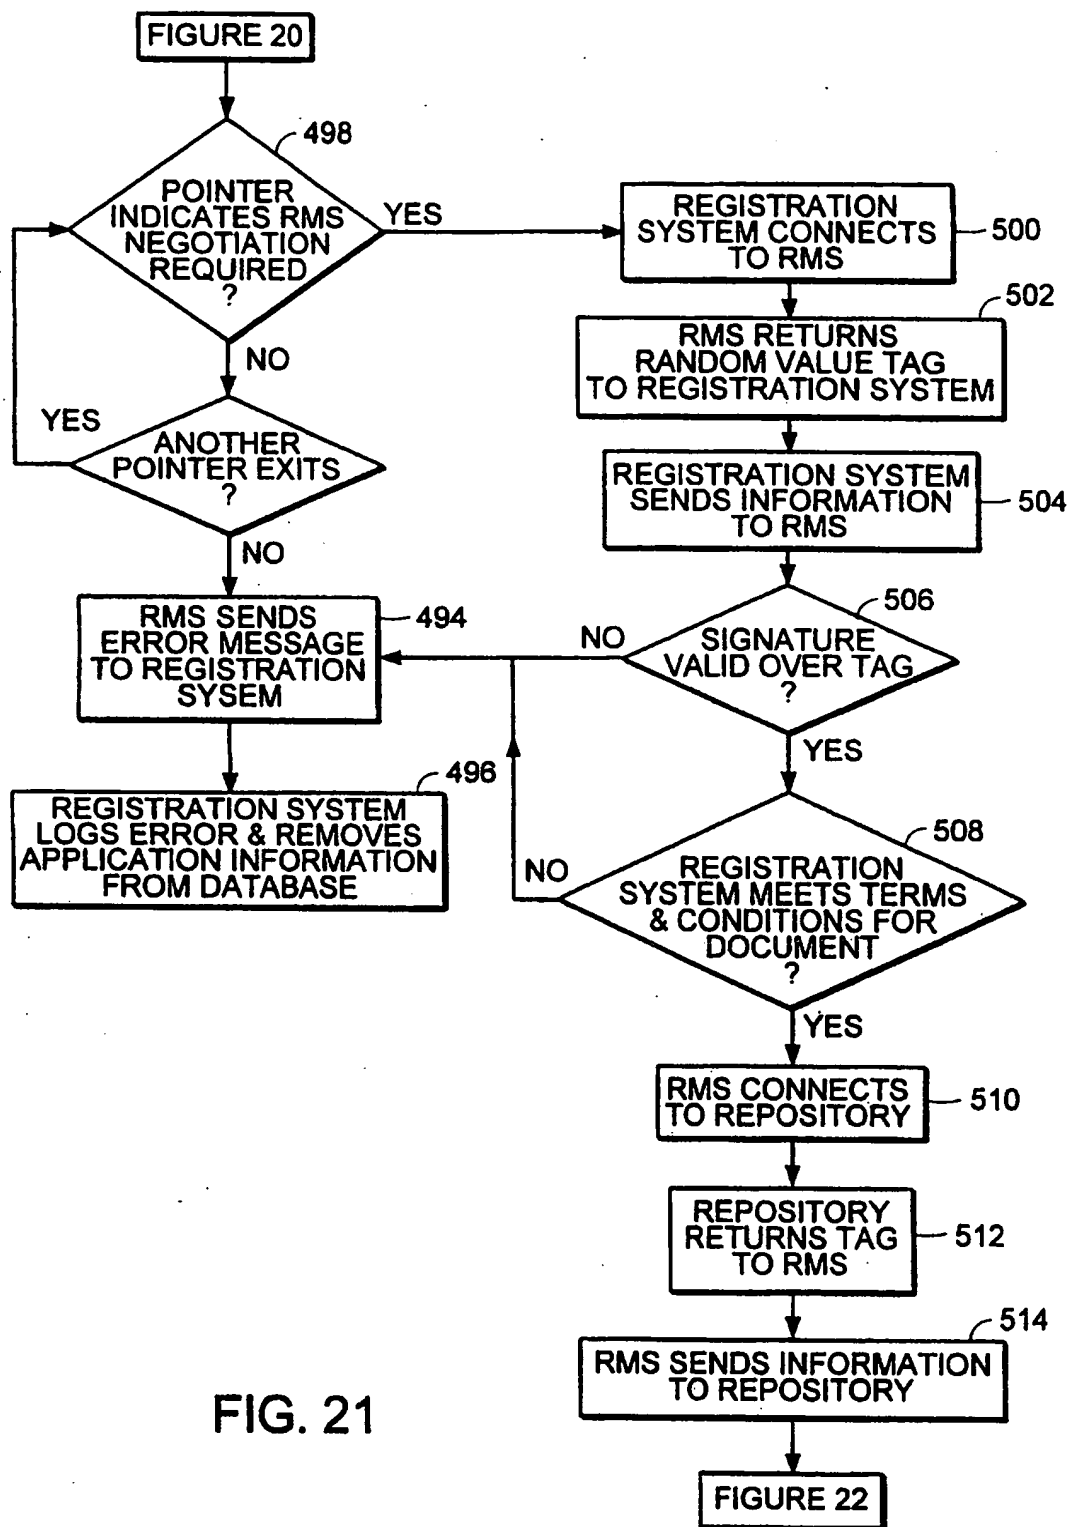 FIGURE 20
498
POINTER
INDICATES RMS
NEGOTIATION
REQUIRED
?
YES
NO
YES
ANOTHER
POINTER EXITS
?
NO
RMS SENDS
ERROR MESSAGE
TO REGISTRATION
SYSEM
494
496
REGISTRATION SYSTEM
LOGS ERROR & REMOVES
APPLICATION INFORMATION
FROM DATABASE
REGISTRATION
SYSTEM CONNECTS
TO RMS
500
502
RMS RETURNS
RANDOM VALUE TAG
TO REGISTRATION SYSTEM
REGISTRATION SYSTEM
SENDS INFORMATION
TO RMS
504
506
SIGNATURE
VALID OVER TAG
?
NO
YES
508
REGISTRATION
SYSTEM MEETS TERMS
& CONDITIONS FOR
DOCUMENT
?
NO
YES
RMS CONNECTS
TO REPOSITORY
510
REPOSITORY
RETURNS TAG
TO RMS
512
514
RMS SENDS INFORMATION
TO REPOSITORY
FIGURE 22
FIG. 21